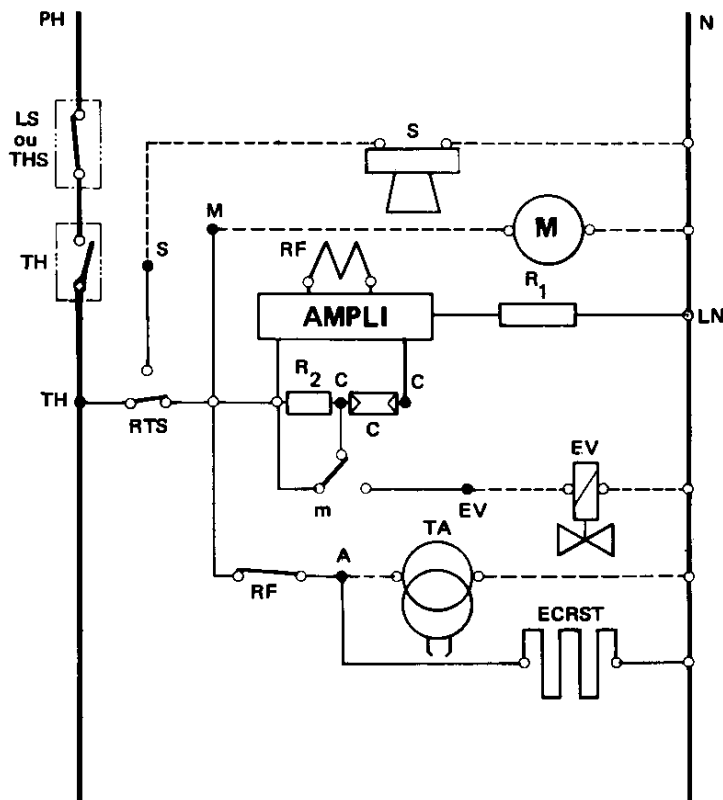 PH
N
LS
ou
THS
S
M
M
TH
S
RF
R1
AMPLI
LN
R2
C
C
TH
RTS
C
EV
m
EV
TA
A
RF
ECRST